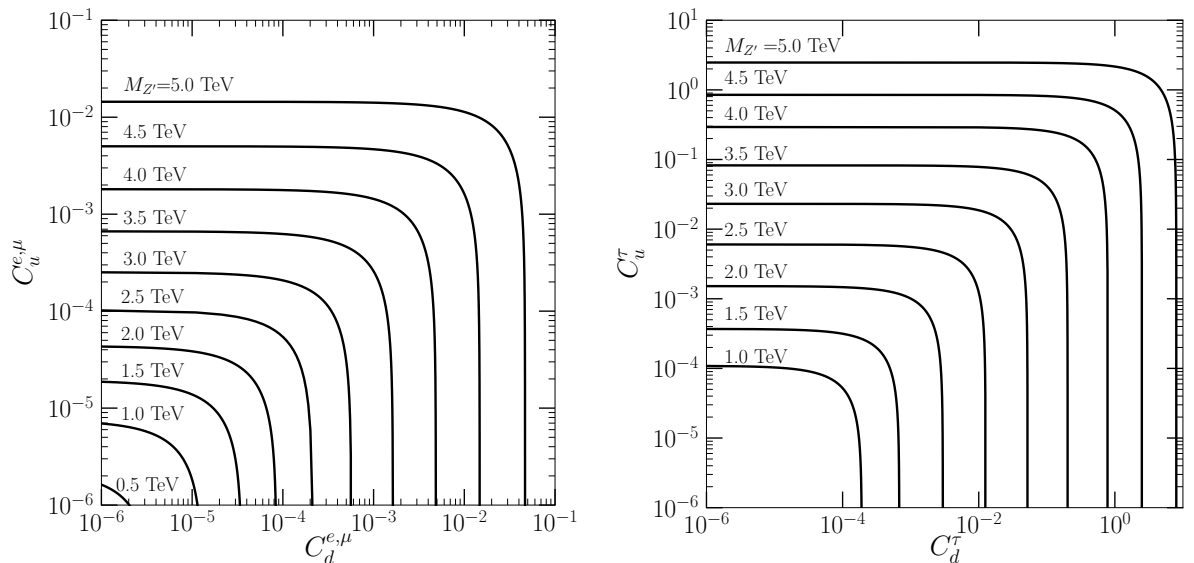 10^{-1}
M_{Z'}=5.0 TeV
10^{-2}
4.5 TeV
4.0 TeV
10^{-3}
3.5 TeV
3.0 TeV
10^{-4}
2.5 TeV
2.0 TeV
1.5 TeV
10^{-5}
1.0 TeV
0.5 TeV
10^{-6}
C_u^{e,μ}
10^{-6} 10^{-5} 10^{-4} 10^{-3} 10^{-2} 10^{-1}
C_d^{e,μ}
10^1
M_{Z'} =5.0 TeV
4.5 TeV
10^0
4.0 TeV
10^{-1}
3.5 TeV
3.0 TeV
10^{-2}
2.5 TeV
2.0 TeV
10^{-3}
1.5 TeV
1.0 TeV
10^{-4}
10^{-5}
10^{-6}
C_u^τ
10^{-6} 10^{-4} 10^{-2} 10^0
C_d^τ